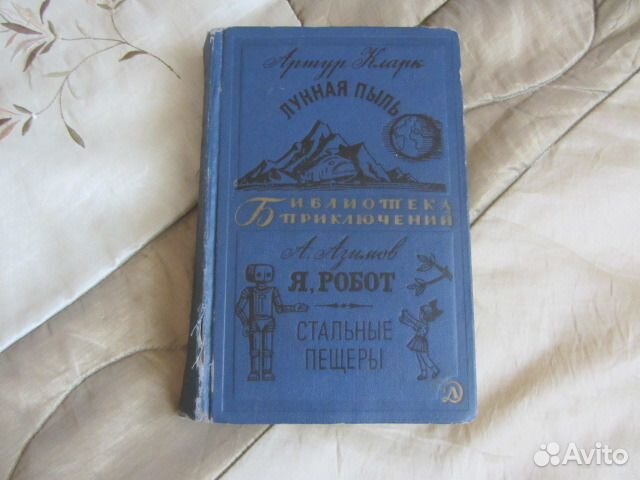 Артур Кларк
ЛУННАЯ ПЫЛЬ
БИБЛИОТЕКА
ПРИКЛЮЧЕНИЙ
А. Азимов
Я, РОБОТ
СТАЛЬНЫЕ
ПЕЩЕРЫ
Avito